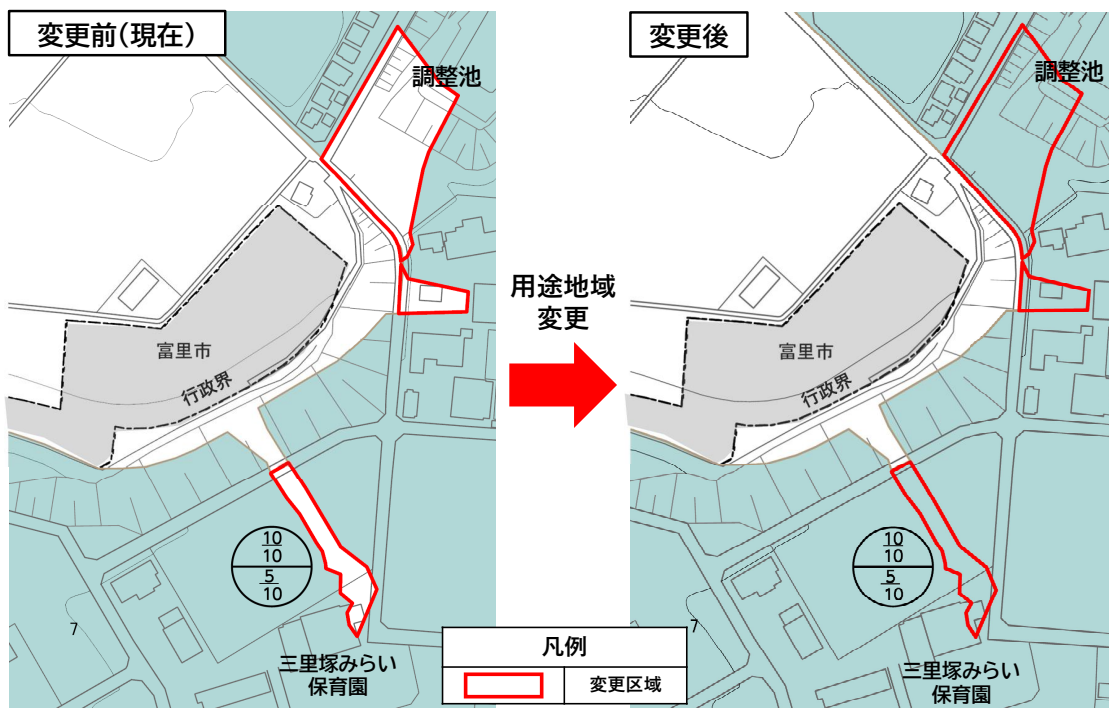 変更前(現在)
調整池
富里市
行政界
10
10
5
10
7
三里塚みらい
保育園
用途地域
変更
変更後
調整池
富里市
行政界
10
10
5
10
7
三里塚みらい
保育園
凡例
変更区域